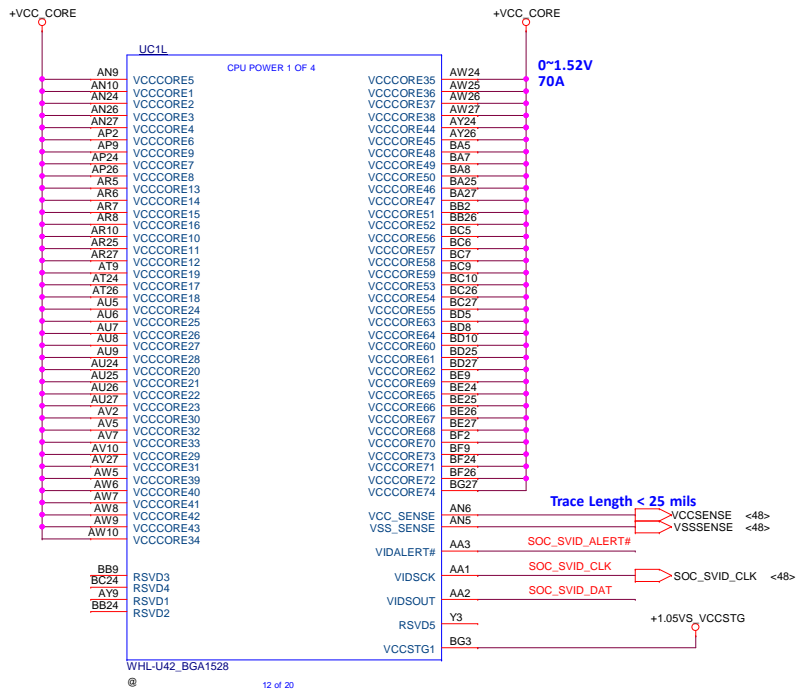 +VCC_CORE
+VCC_CORE
UC1L
CPU POWER 1 OF 4
0~1.52V
70A
AN9 VCCCORE5
AN10 VCCCORE1
AN24 VCCCORE2
AN26 VCCCORE3
AN27 VCCCORE4
AP2 VCCCORE6
AP9 VCCCORE9
AP24 VCCCORE7
AP26 VCCCORE8
AR5 VCCCORE13
AR6 VCCCORE14
AR7 VCCCORE15
AR8 VCCCORE16
AR10 VCCCORE10
AR25 VCCCORE11
AR27 VCCCORE12
AT9 VCCCORE19
AT24 VCCCORE17
AT26 VCCCORE18
AU5 VCCCORE24
AU6 VCCCORE25
AU7 VCCCORE26
AU8 VCCCORE27
AU9 VCCCORE28
AU24 VCCCORE20
AU25 VCCCORE21
AU26 VCCCORE22
AU27 VCCCORE23
AV2 VCCCORE30
AV5 VCCCORE32
AV7 VCCCORE33
AV10 VCCCORE29
AV27 VCCCORE31
AW5 VCCCORE39
AW6 VCCCORE40
AW7 VCCCORE41
AW8 VCCCORE42
AW9 VCCCORE43
AW10 VCCCORE34
BB9 RSVD3
BC24 RSVD4
AY9 RSVD1
BB24 RSVD2
VCCCORE35 AW24
VCCCORE36 AW25
VCCCORE37 AW26
VCCCORE38 AW27
VCCCORE44 AY24
VCCCORE45 AY26
VCCCORE48 BA5
VCCCORE49 BA7
VCCCORE50 BA8
VCCCORE46 BA25
VCCCORE47 BA27
VCCCORE51 BB2
VCCCORE52 BB26
VCCCORE56 BC5
VCCCORE57 BC6
VCCCORE58 BC7
VCCCORE59 BC9
VCCCORE53 BC10
VCCCORE54 BC26
VCCCORE55 BC27
VCCCORE63 BD5
VCCCORE64 BD8
VCCCORE60 BD10
VCCCORE61 BD25
VCCCORE62 BD27
VCCCORE69 BE9
VCCCORE65 BE24
VCCCORE66 BE25
VCCCORE67 BE26
VCCCORE68 BE27
VCCCORE70 BF2
VCCCORE73 BF9
VCCCORE71 BF24
VCCCORE72 BF26
VCCCORE74 BG27
Trace Length < 25 mils
VCC_SENSE AN6 VCCSENSE <48>
VSS_SENSE AN5 VSSSENSE <48>
VIDALERT# AA3 SOC_SVID_ALERT#
VIDSCK AA1 SOC_SVID_CLK SOC_SVID_CLK <48>
VIDSOUT AA2 SOC_SVID_DAT
RSVD5 Y3
+1.05VS_VCCSTG
VCCSTG1 BG3
WHL-U42_BGA1528
@
12 of 20